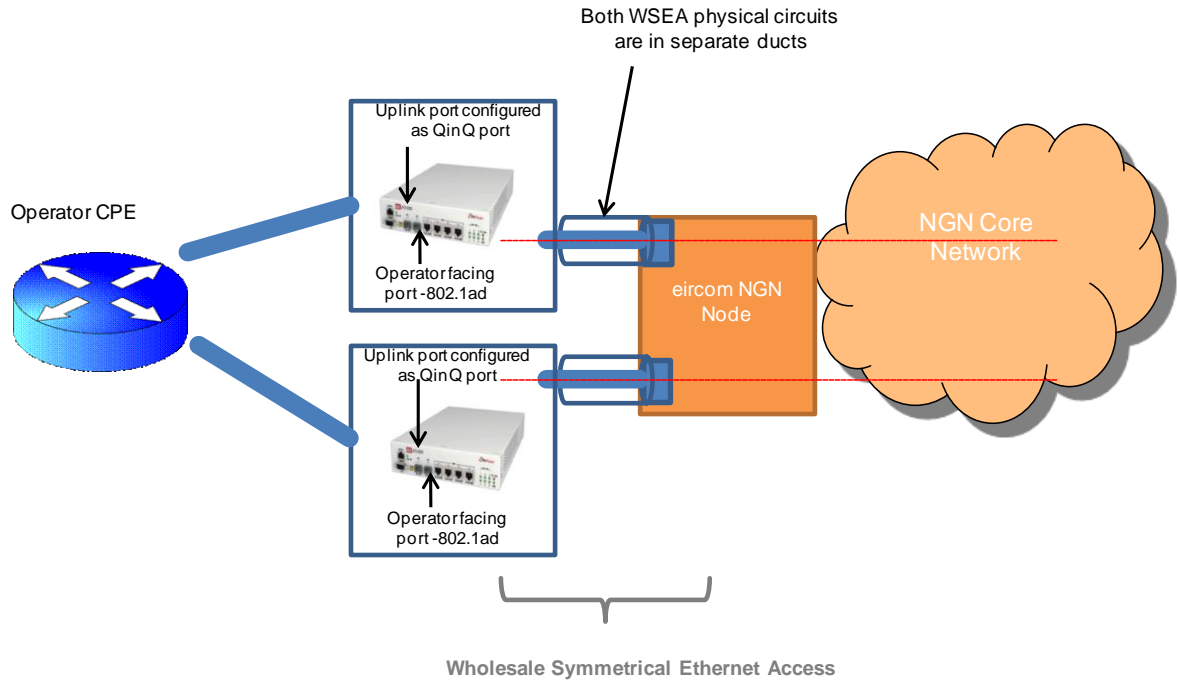 Both WSEA physical circuits
are in separate ducts
Uplink port configured
as QinQ port
Operator CPE
Operator facing
port -802.1ad
NGN Core
Network
eircom NGN
Node
Uplink port configured
as QinQ port
Operator facing
port -802.1ad
Wholesale Symmetrical Ethernet Access